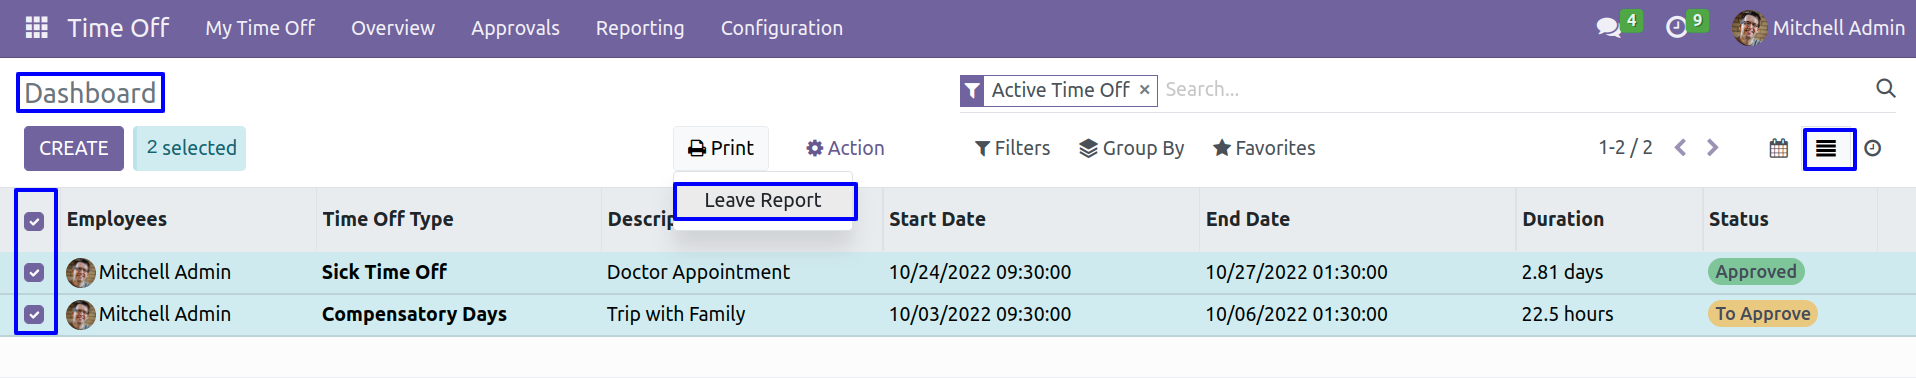 Time Off My Time Off Overview Approvals Reporting Configuration 4 9 Mitchell Admin
Dashboard Active Time Off × Search...
CREATE 2 selected Print Action Filters Group By Favorites 1-2 / 2
Leave Report
Employees Time Off Type Descrip Start Date End Date Duration Status
Mitchell Admin Sick Time Off Doctor Appointment 10/24/2022 09:30:00 10/27/2022 01:30:00 2.81 days Approved
Mitchell Admin Compensatory Days Trip with Family 10/03/2022 09:30:00 10/06/2022 01:30:00 22.5 hours To Approve